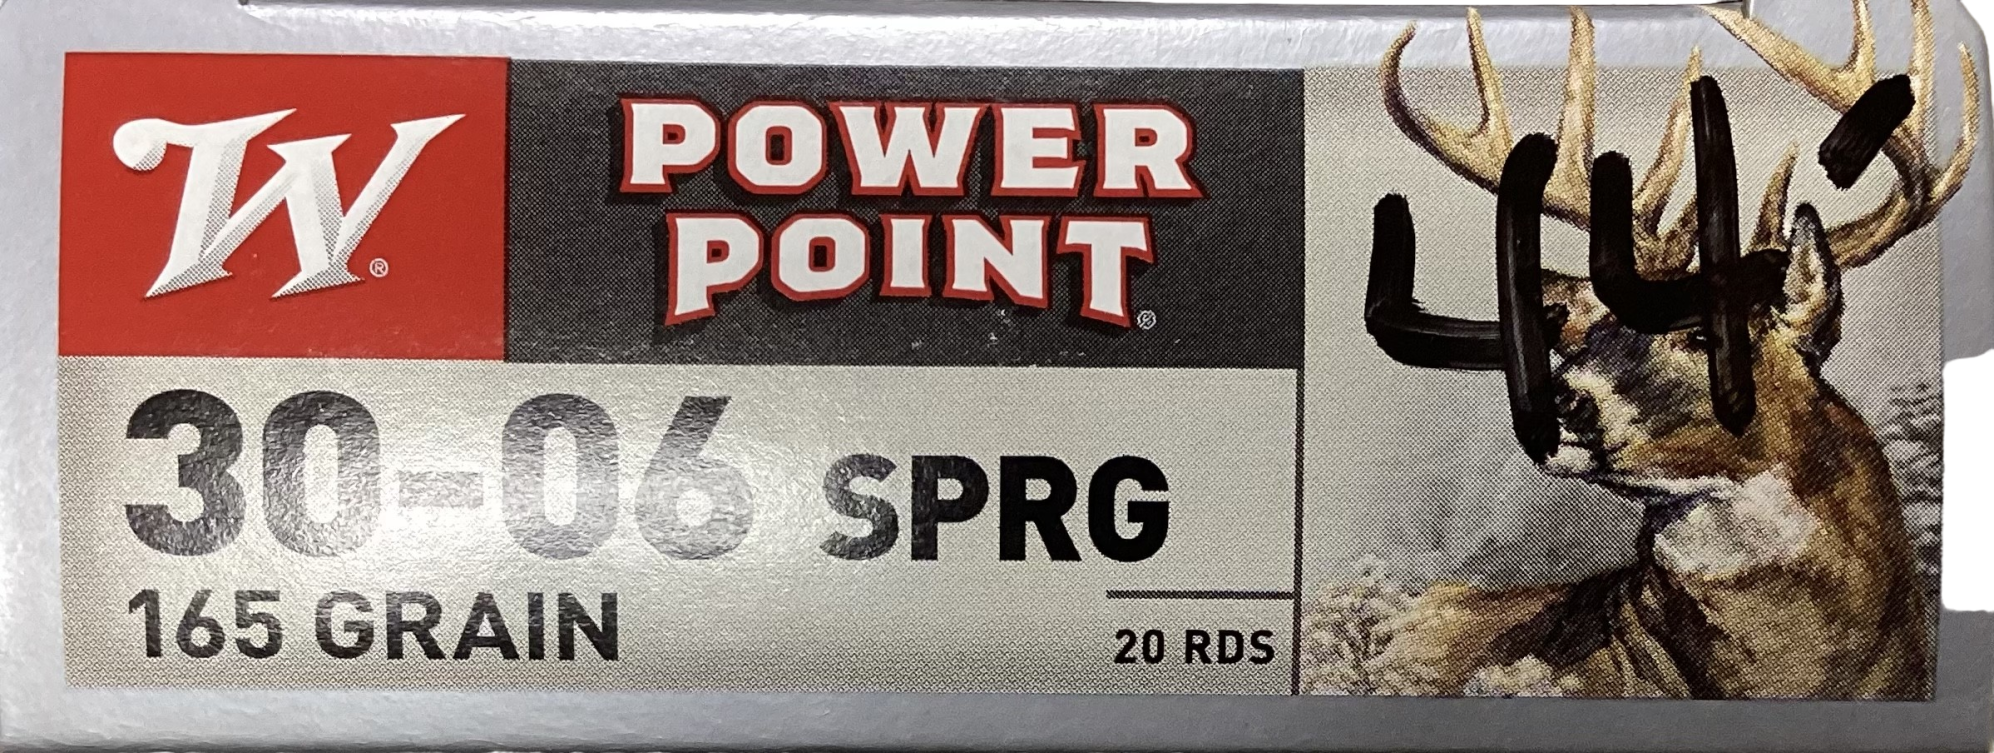 W®
POWER
POINT®
30-06 SPRG
165 GRAIN
20 RDS
44-